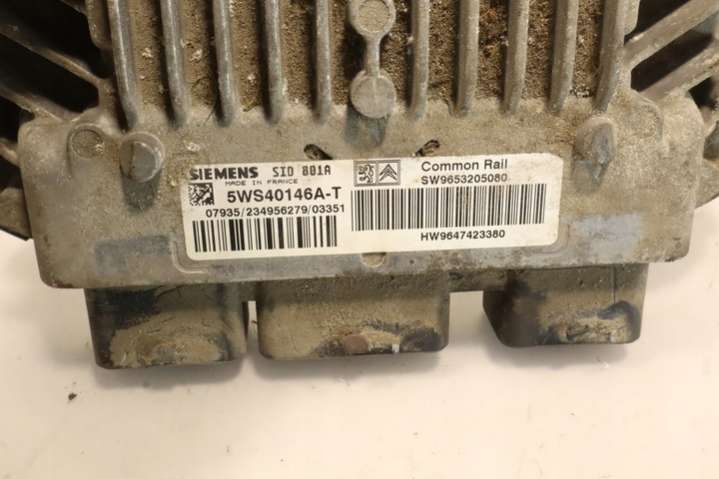 SIEMENS SID 801A
MADE IN FRANCE
5WS40146A-T
07935/234956279/03351
Common Rail
SW9653205080
HW9647423380